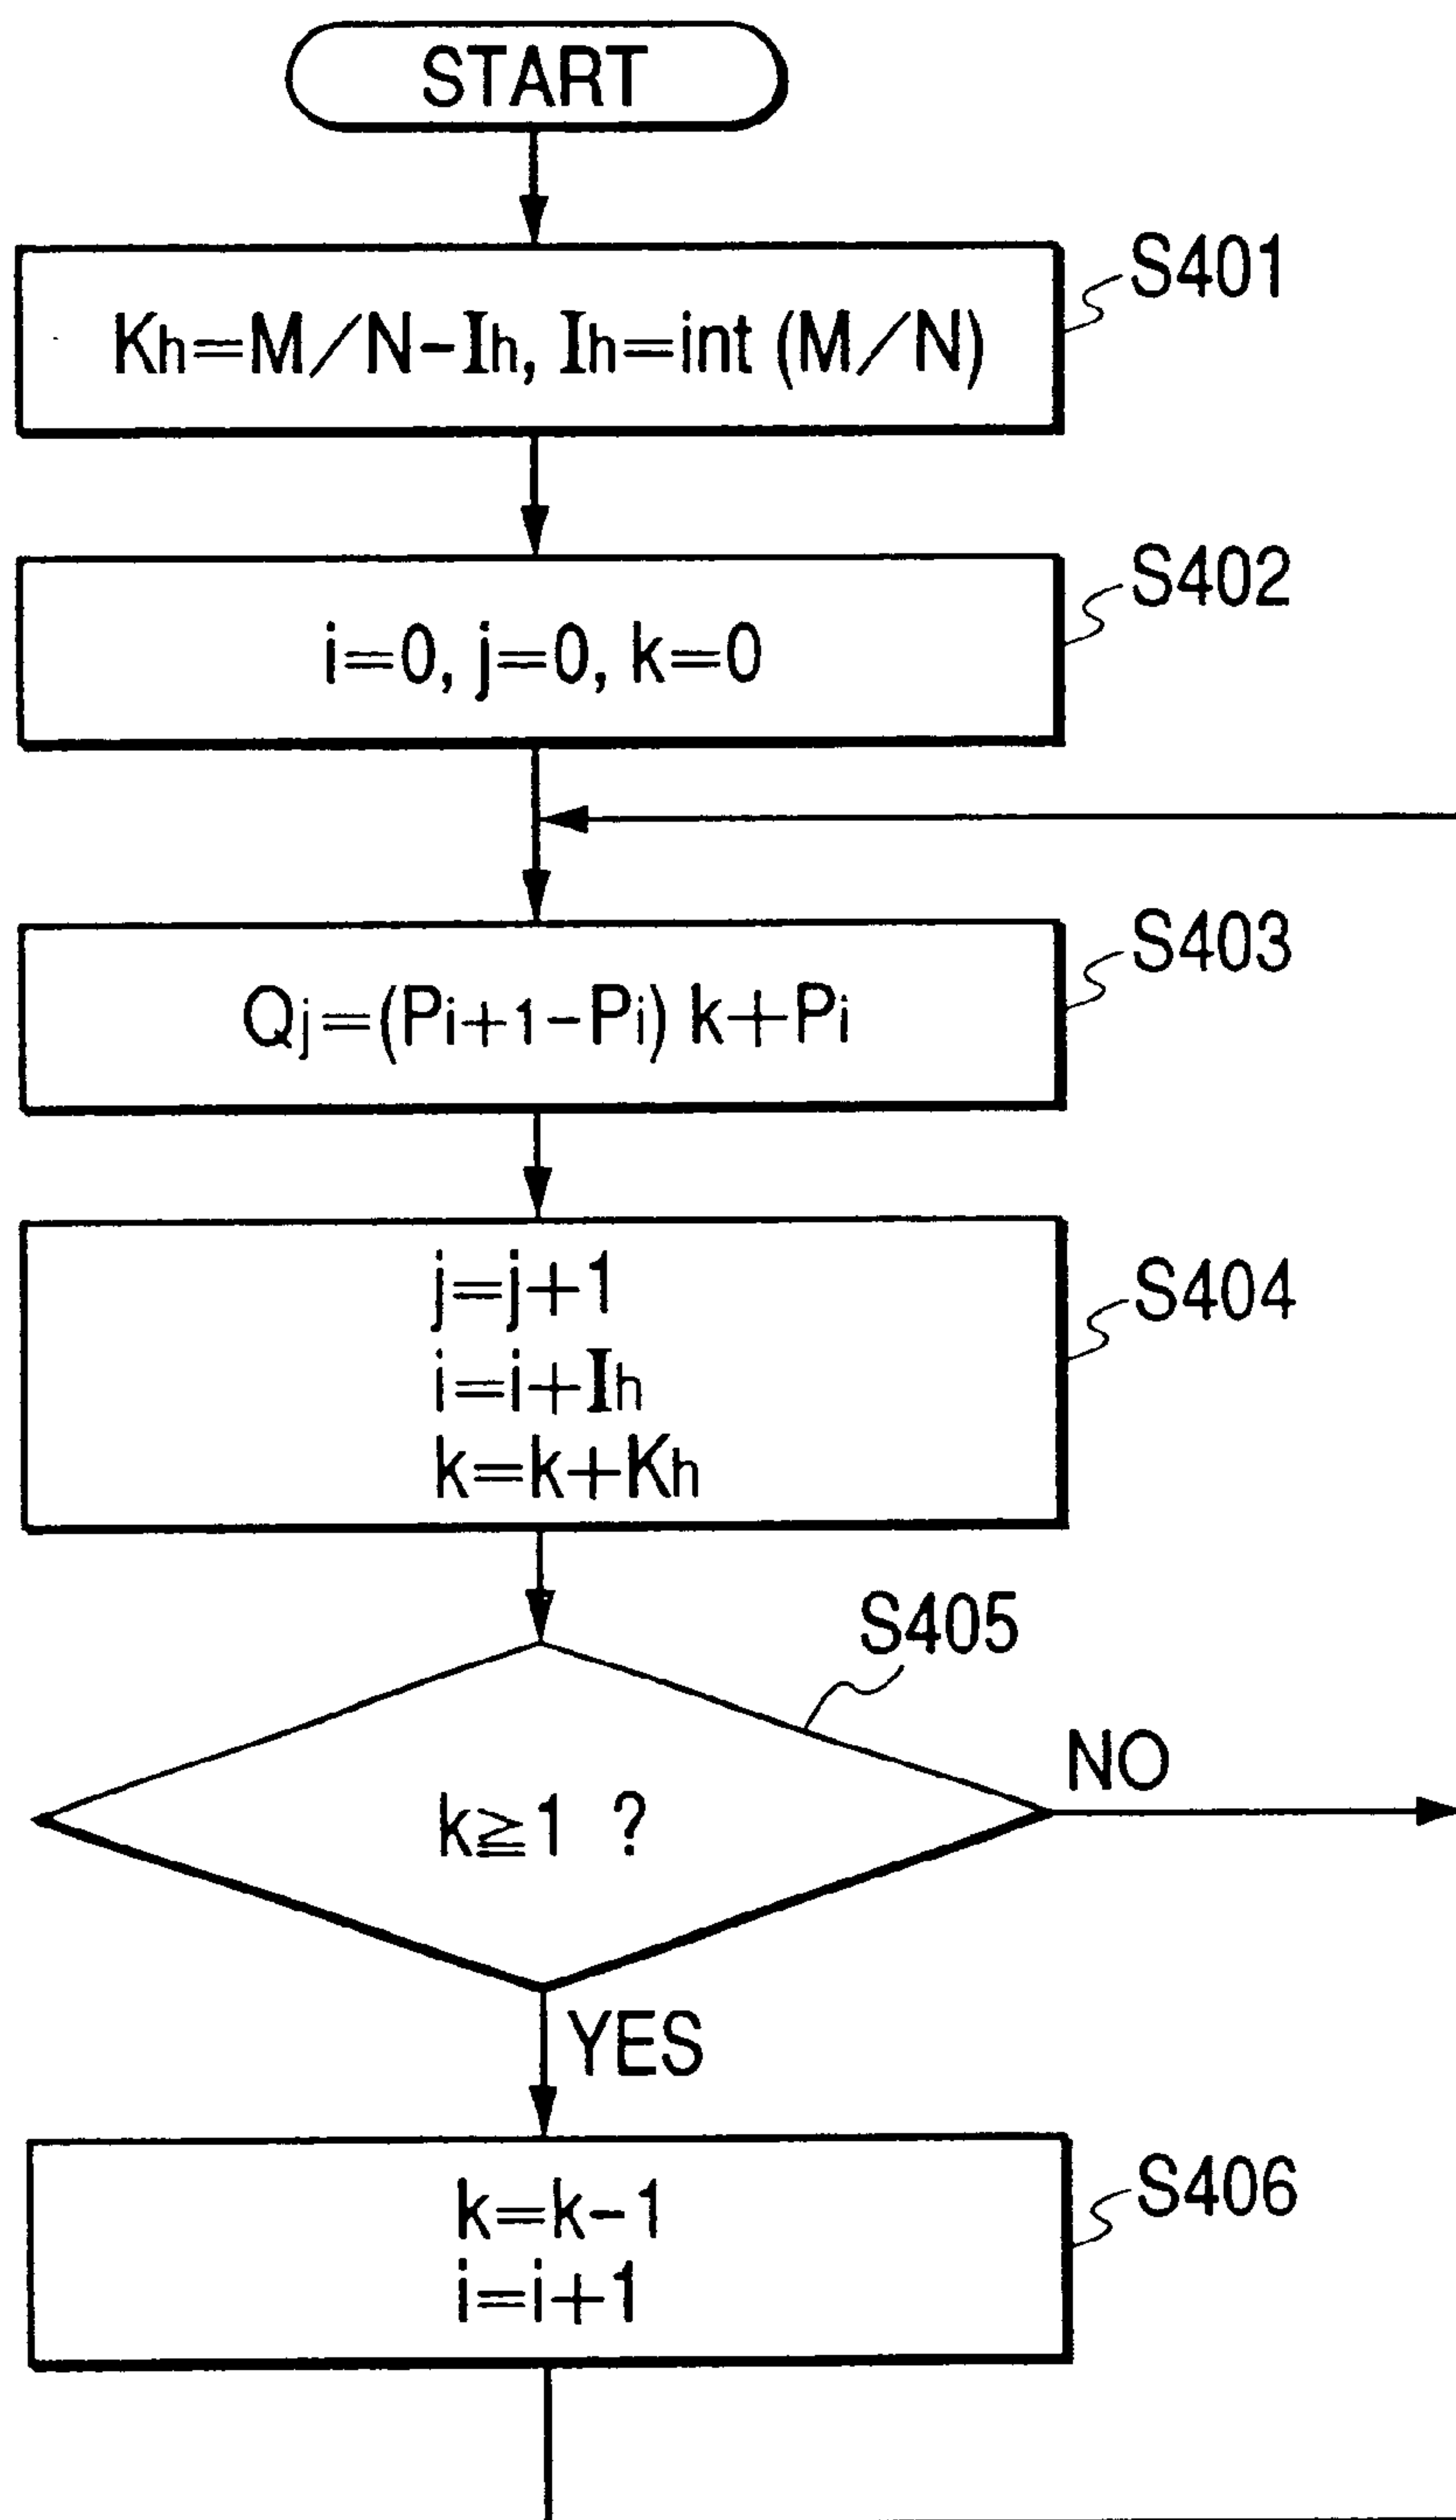 START
Kh=M/N-Ih, Ih=int (M/N)
S401
i=0, j=0, k=0
S402
Qj=(Pi+1-Pi) k+Pi
S403
j=j+1
i=i+Ih
k=k+Kh
S404
S405
k≧1 ?
NO
YES
k=k-1
i=i+1
S406